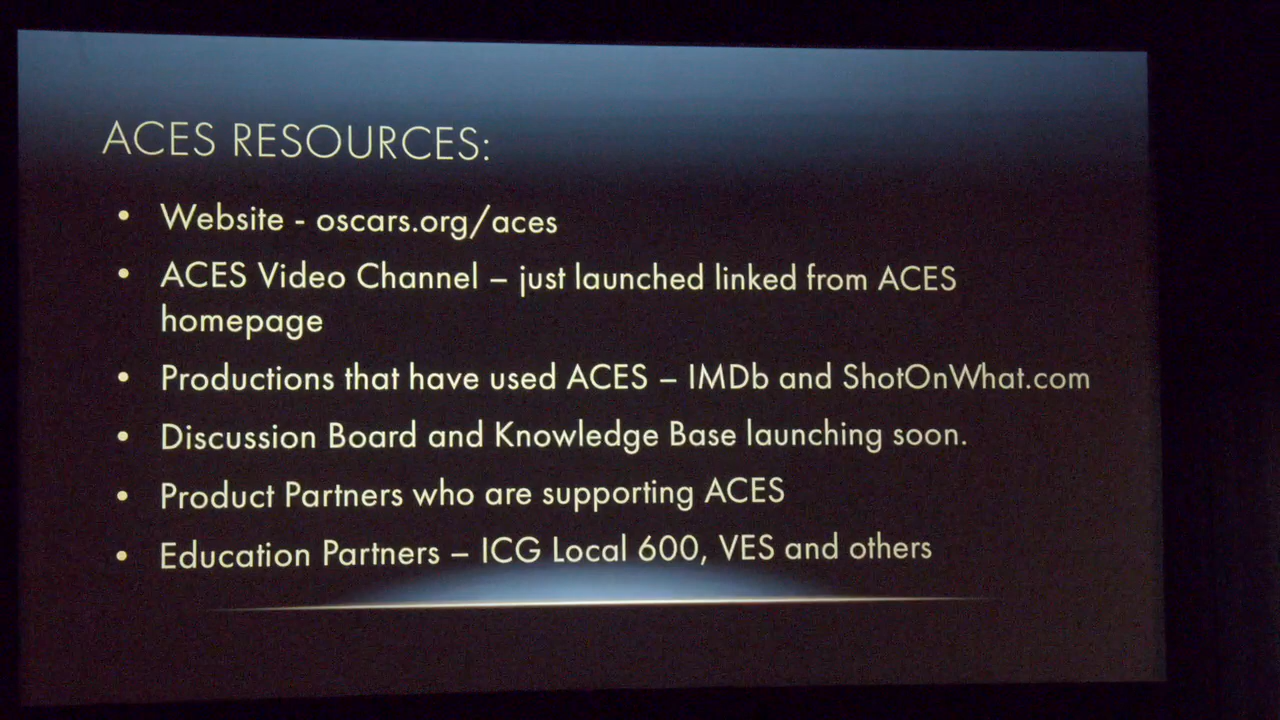 ACES RESOURCES:
• Website - oscars.org/aces
• ACES Video Channel – just launched linked from ACES
homepage
• Productions that have used ACES – IMDb and ShotOnWhat.com
• Discussion Board and Knowledge Base launching soon.
• Product Partners who are supporting ACES
• Education Partners – ICG Local 600, VES and others